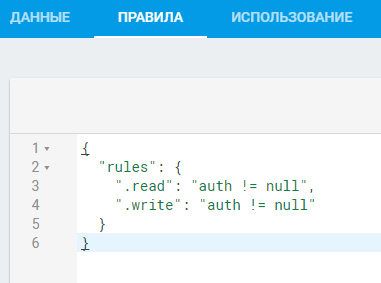 ДАННЫЕ ПРАВИЛА ИСПОЛЬЗОВАНИЕ
1 {
2 "rules": {
3 ".read": "auth != null",
4 ".write": "auth != null"
5 }
6 }